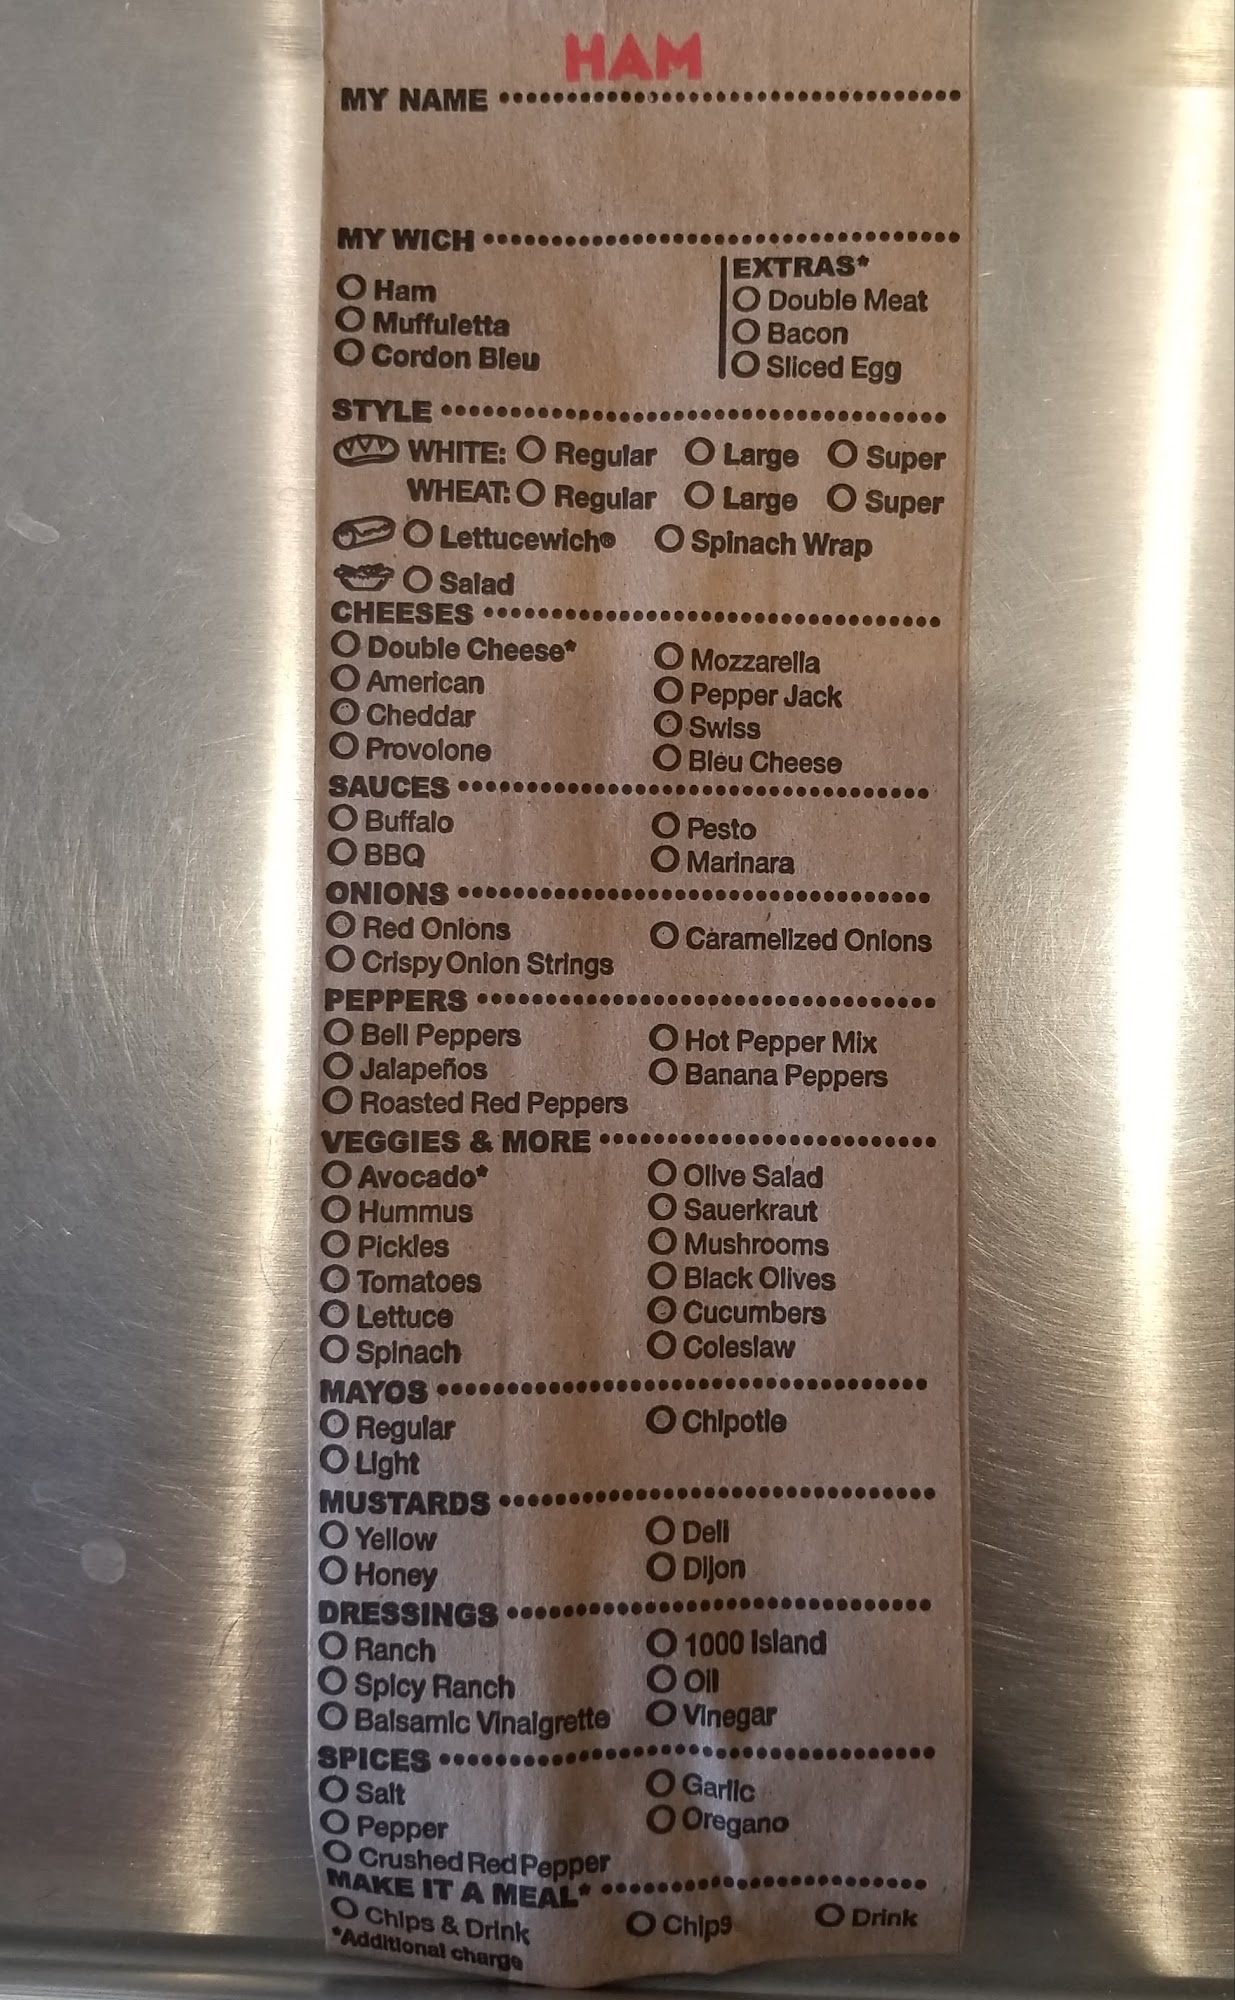 HAM
MY NAME
MY WICH
EXTRAS*
Ham
Double Meat
Muffuletta
Bacon
Cordon Bleu
Sliced Egg
STYLE
WHITE: Regular Large Super
WHEAT: Regular Large Super
Lettucewich® Spinach Wrap
Salad
CHEESES
Double Cheese* Mozzarella
American Pepper Jack
Cheddar Swiss
Provolone Bleu Cheese
SAUCES
Buffalo Pesto
BBQ Marinara
ONIONS
Red Onions Caramelized Onions
Crispy Onion Strings
PEPPERS
Bell Peppers Hot Pepper Mix
Jalapeños Banana Peppers
Roasted Red Peppers
VEGGIES & MORE
Avocado* Olive Salad
Hummus Sauerkraut
Pickles Mushrooms
Tomatoes Black Olives
Lettuce Cucumbers
Spinach Coleslaw
MAYOS
Regular Chipotle
Light
MUSTARDS
Yellow Deli
Honey Dijon
DRESSINGS
Ranch 1000 Island
Spicy Ranch Oil
Balsamic Vinaigrette Vinegar
SPICES
Salt Garlic
Pepper Oregano
Crushed Red Pepper
MAKE IT A MEAL*
Chips & Drink Chips Drink
*Additional charge